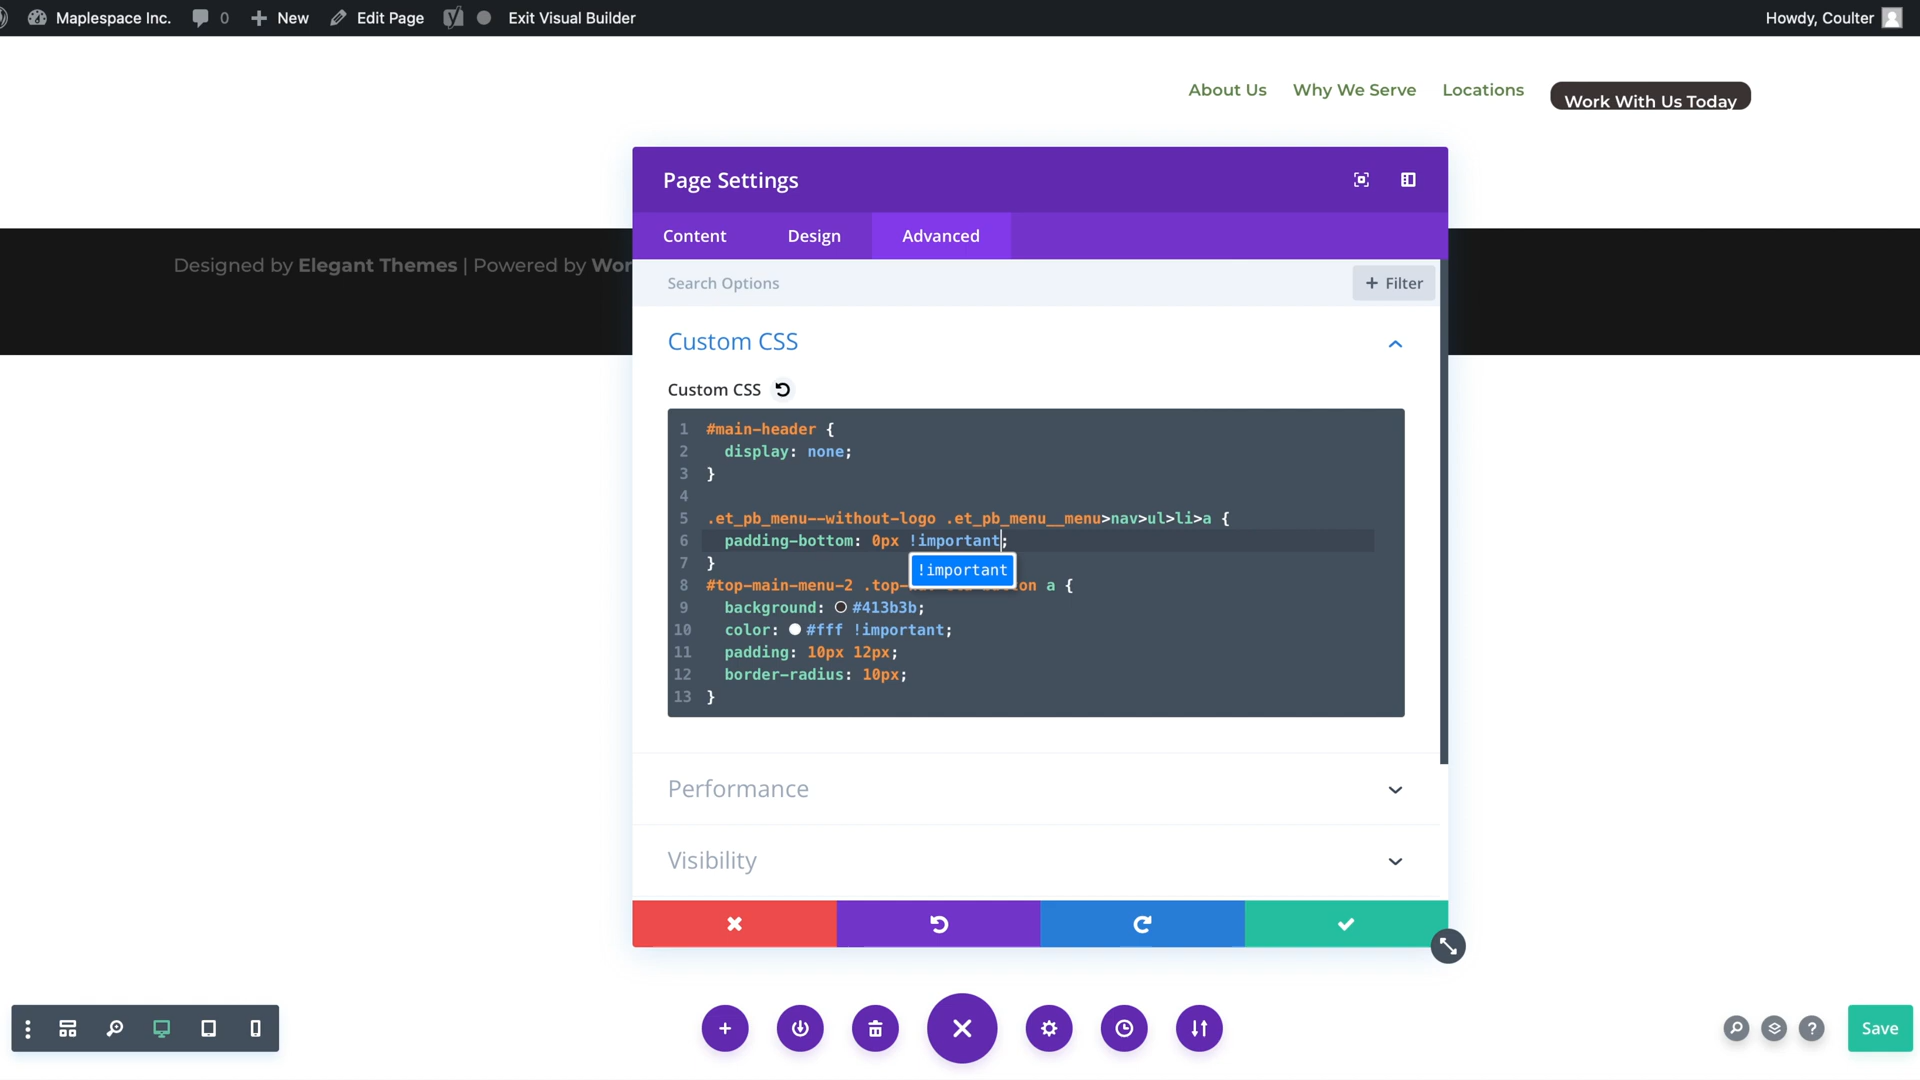 Maplespace Inc. 0 New Edit Page Exit Visual Builder Howdy, Coulter
About Us Why We Serve Locations Work With Us Today
Page Settings
Content Design Advanced
Designed by Elegant Themes | Powered by
Search Options + Filter
Custom CSS
Custom CSS
1 #main-header {
2 display: none;
3 }
4
5 .et_pb_menu--without-logo .et_pb_menu__menu>nav>ul>li>a {
6 padding-bottom: 0px !important;
7 }
!important
8 #top-main-menu-2 a {
9 background: #413b3b;
10 color: #fff !important;
11 padding: 10px 12px;
12 border-radius: 10px;
13 }
Performance
Visibility
? Save